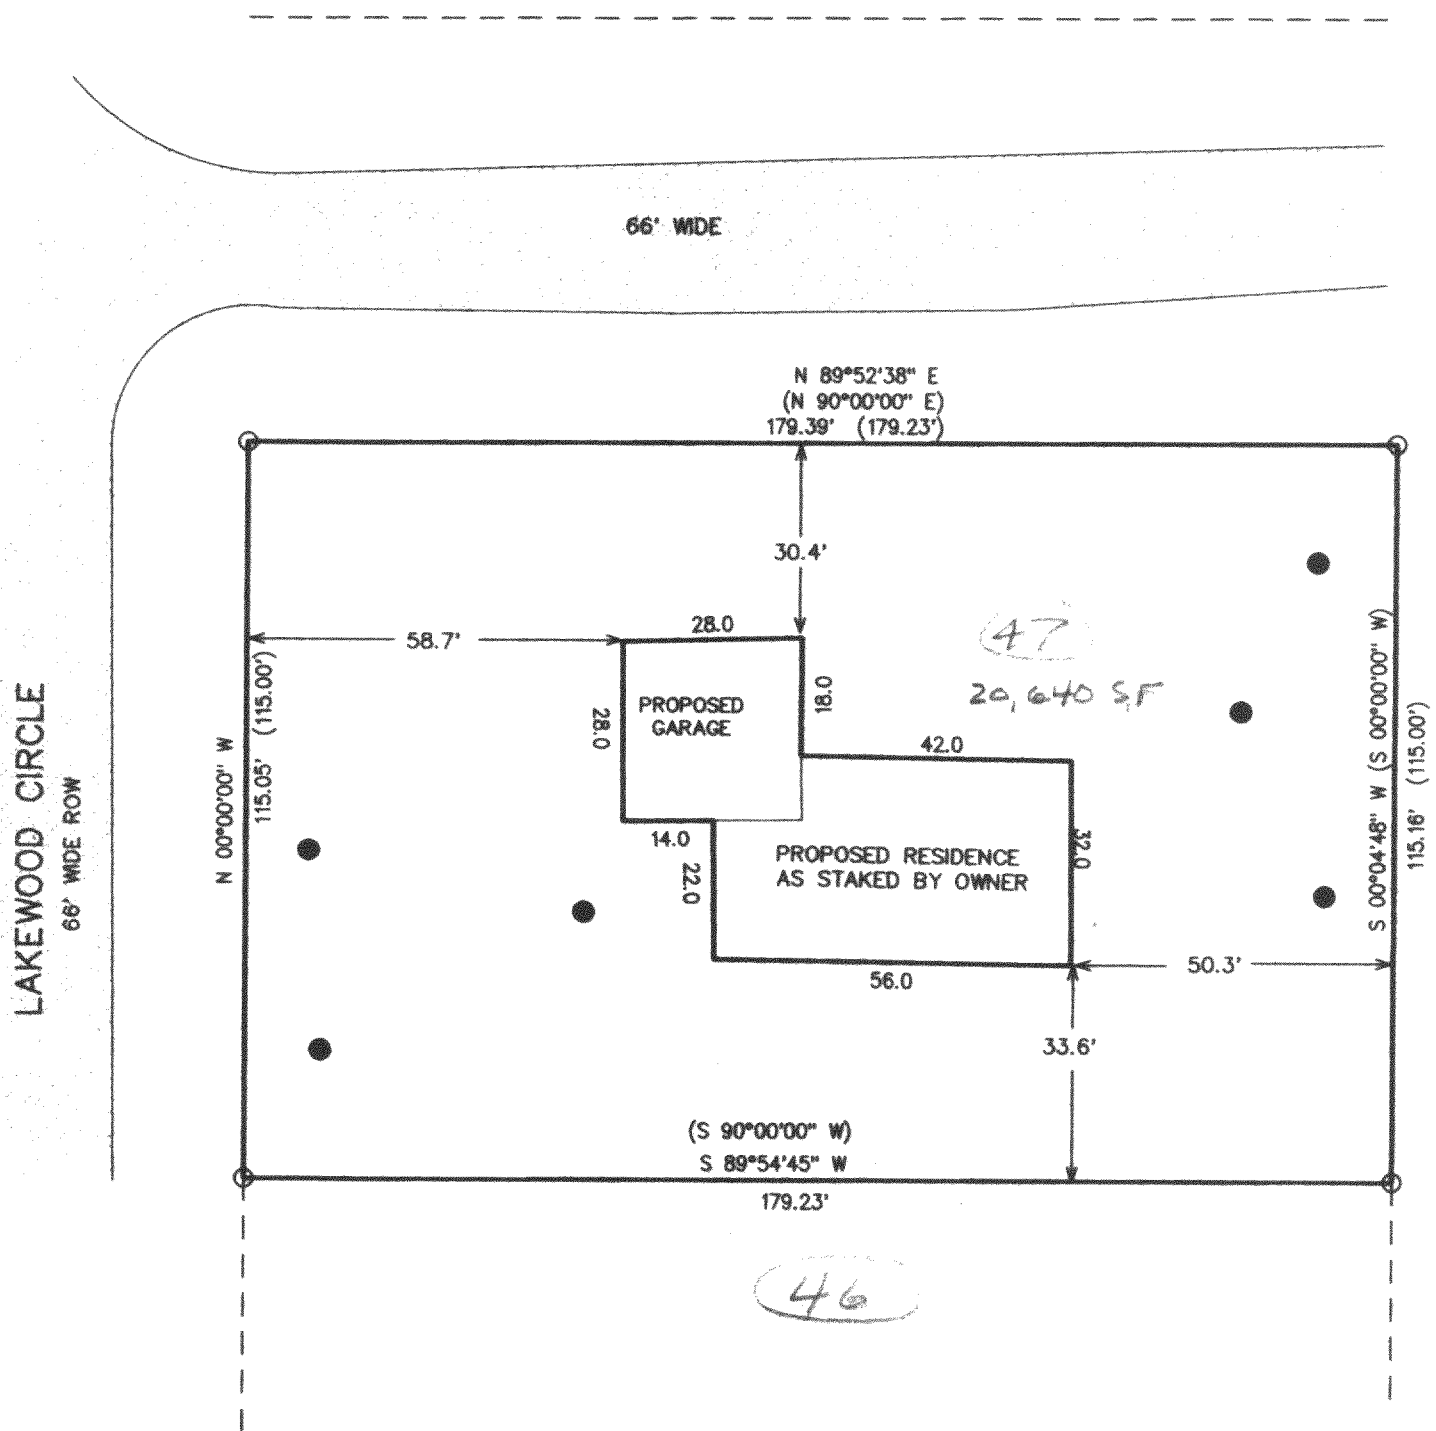 66' WIDE
N 89°52'38" E
(N 90°00'00" E)
179.39' (179.23')
30.4'
58.7'
28.0
47
20,640 S,F
PROPOSED
GARAGE
28.0
18.0
42.0
14.0
22.0
PROPOSED RESIDENCE
AS STAKED BY OWNER
32.0
56.0
50.3'
33.6'
LAKEWOOD CIRCLE
66' WIDE ROW
N 00°00'00" W
115.05' (115.00')
S 00°04'48" W (S 00°00'00" W)
115.16' (115.00')
(S 90°00'00" W)
S 89°54'45" W
179.23'
46